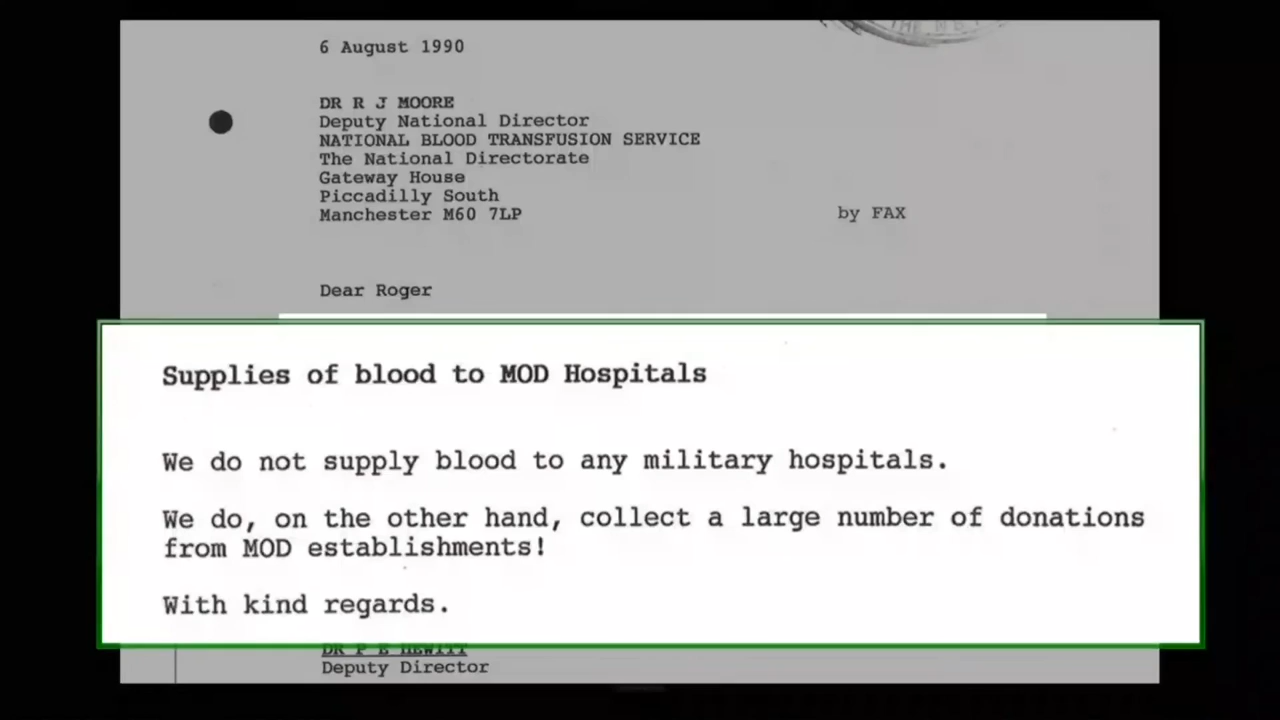 6 August 1990
DR R J MOORE
Deputy National Director
NATIONAL BLOOD TRANSFUSION SERVICE
The National Directorate
Gateway House
Piccadilly South
Manchester M60 7LP
by FAX
Dear Roger
Supplies of blood to MOD Hospitals
We do not supply blood to any military hospitals.
We do, on the other hand, collect a large number of donations
from MOD establishments!
With kind regards.
DR P E HEWITT
Deputy Director